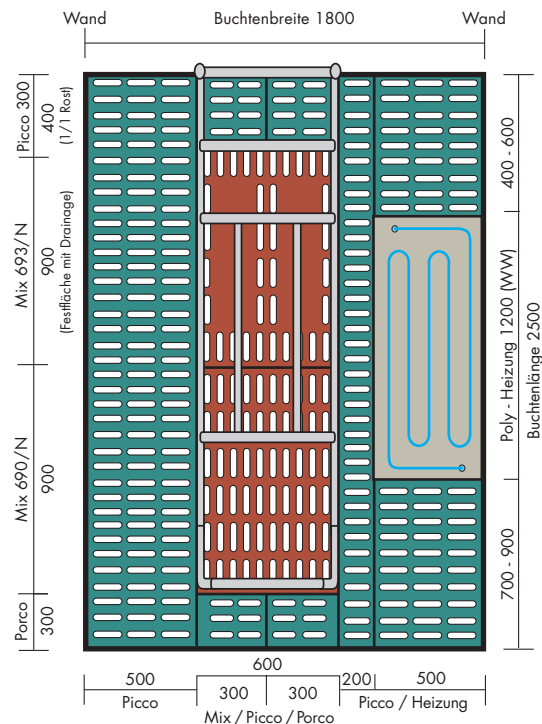 Wand
Buchtenbreite 1800
Wand
Picco 300
400
(1/1 Rost)
Mix 693/N
900
(Festfläche mit Drainage)
Mix 690/N
900
Porco
300
400 - 600
Poly - Heizung 1200 (WW)
Buchtenlänge 2500
700 - 900
500
600
200
500
300
300
Picco
Mix / Picco / Porco
Picco / Heizung